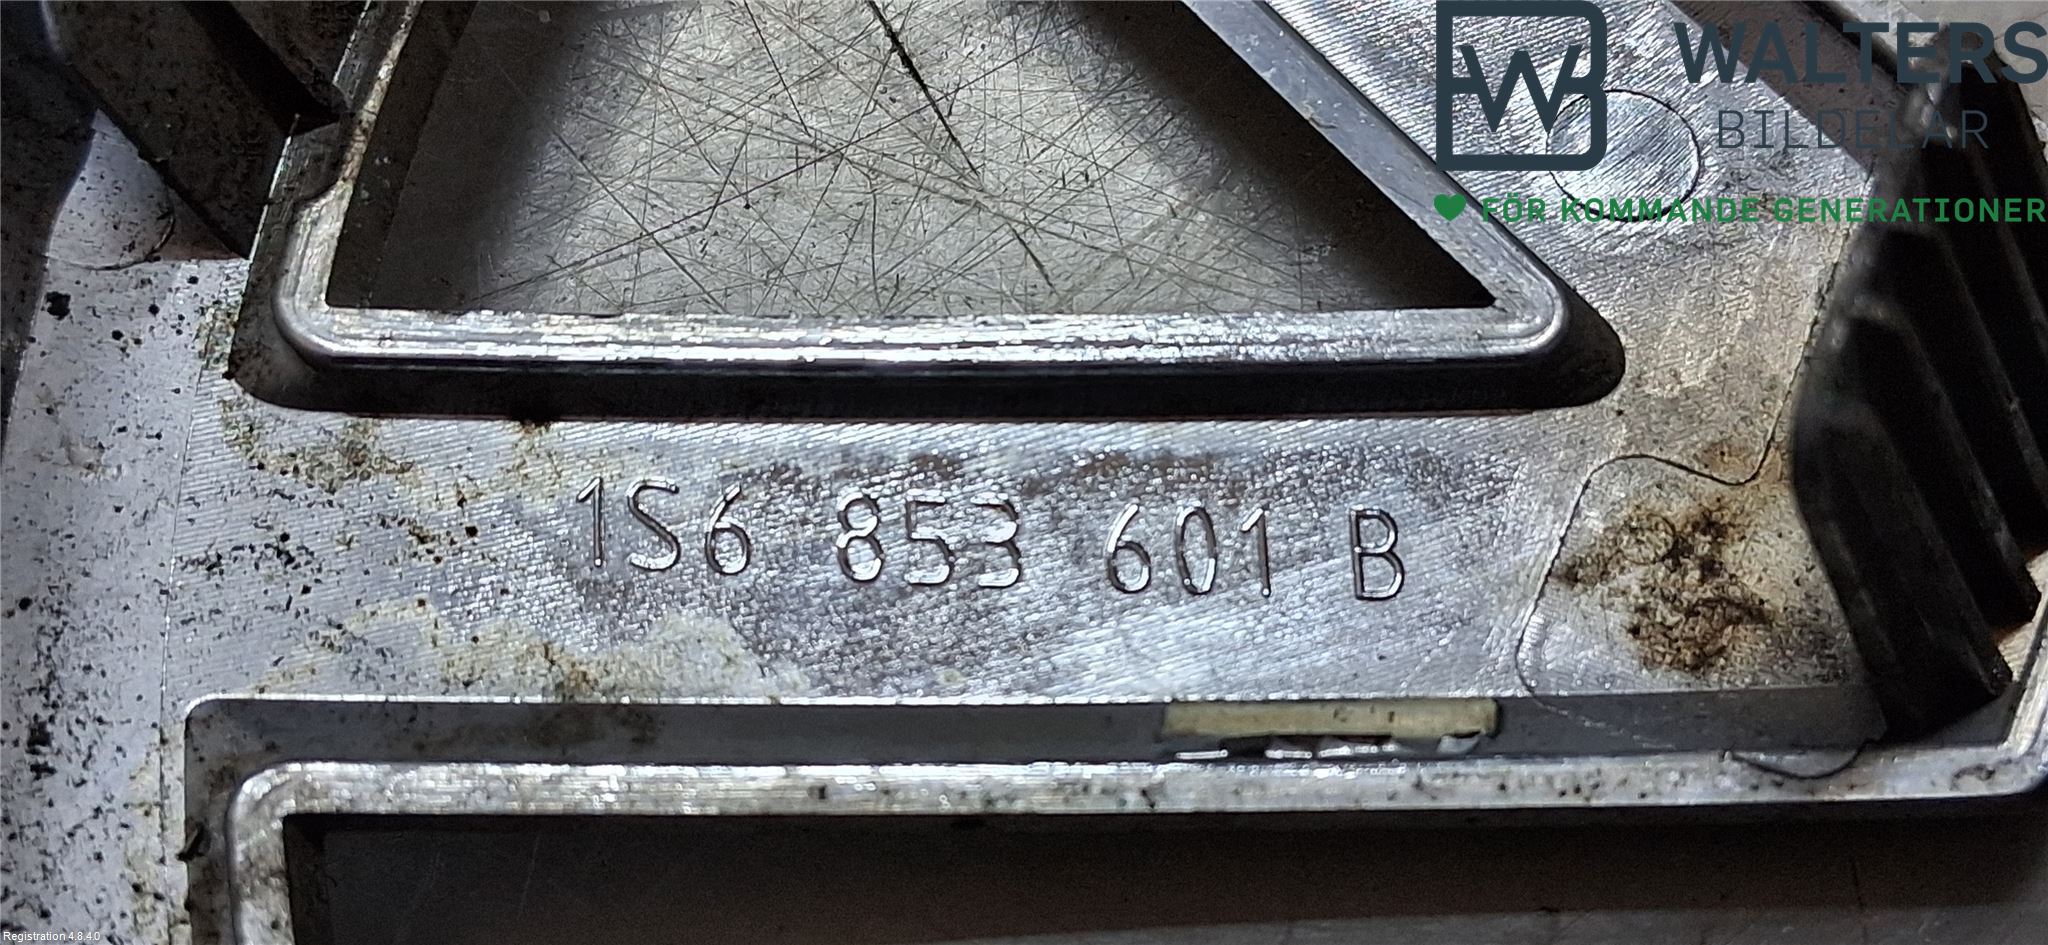 WALTERS
BILDELAR
FÖR KOMMANDE GENERATIONER
1S6 853 601 B
Registration 4.8.4.0